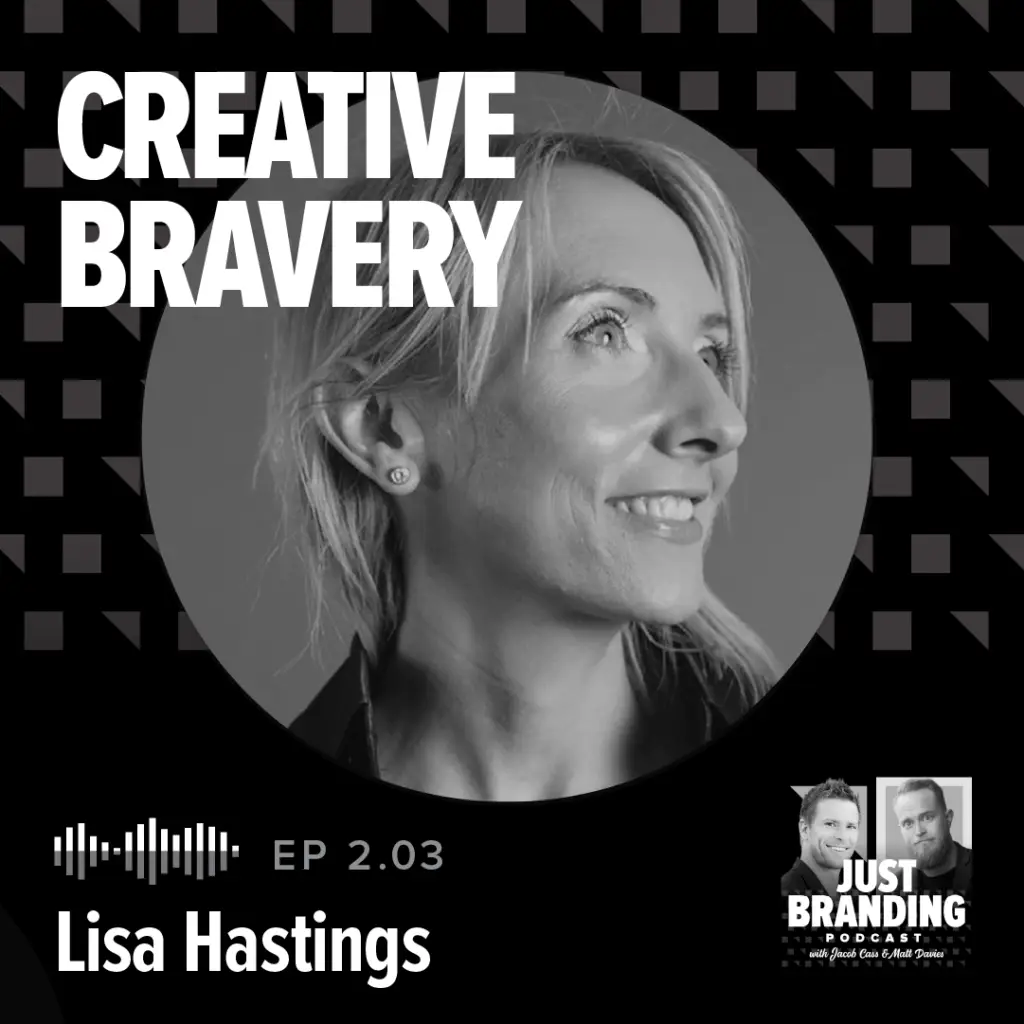 CREATIVE
BRAVERY
EP 2.03
Lisa Hastings
JUST
BRANDING
PODCAST
with Jacob Cass & Matt Davies